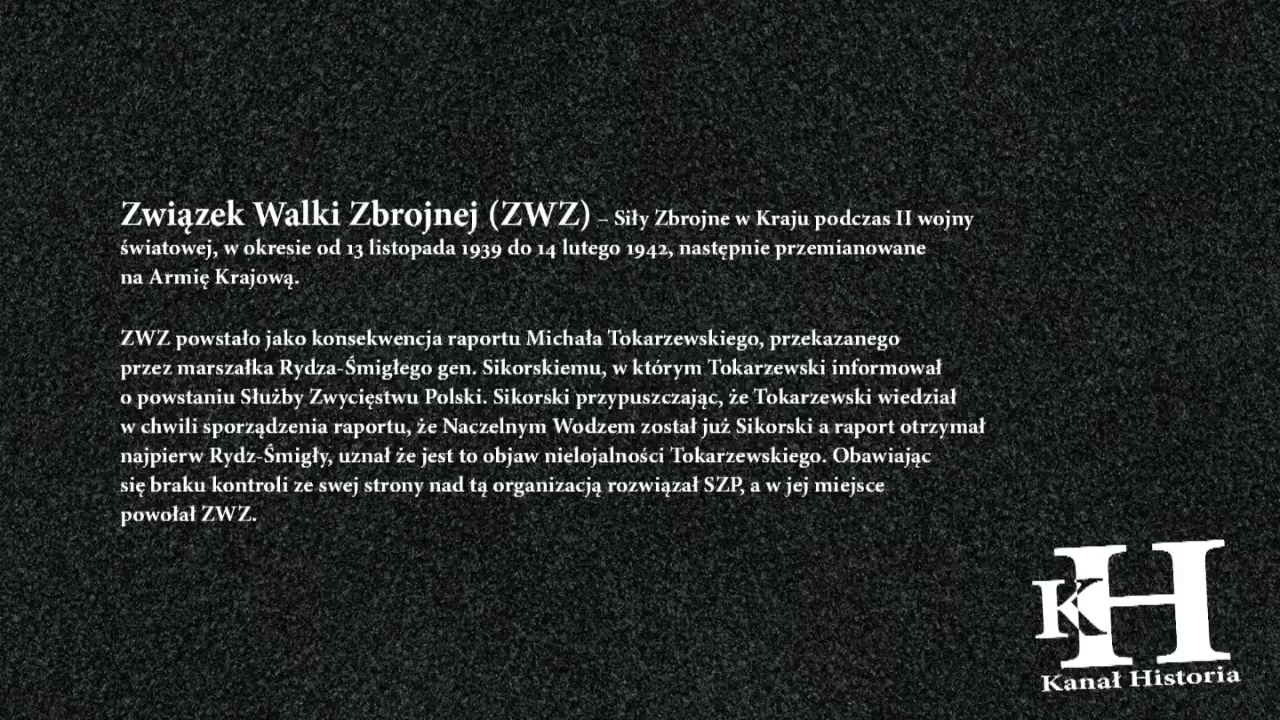 Związek Walki Zbrojnej (ZWZ) – Siły Zbrojne w Kraju podczas II wojny
światowej, w okresie od 13 listopada 1939 do 14 lutego 1942, następnie przemianowane
na Armię Krajową.
ZWZ powstało jako konsekwencja raportu Michała Tokarzewskiego, przekazanego
przez marszałka Rydza-Śmigłego gen. Sikorskiemu, w którym Tokarzewski informował
o powstaniu Służby Zwycięstwu Polski. Sikorski przypuszczając, że Tokarzewski wiedział
w chwili sporządzenia raportu, że Naczelnym Wodzem został już Sikorski a raport otrzymał
najpierw Rydz-Śmigły, uznał że jest to objaw nielojalności Tokarzewskiego. Obawiając
się braku kontroli ze swej strony nad tą organizacją rozwiązał SZP, a w jej miejsce
powołał ZWZ.
KH
Kanał Historia